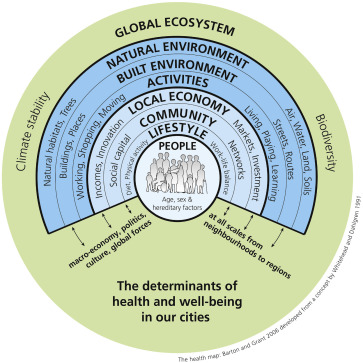 GLOBAL ECOSYSTEM
NATURAL ENVIRONMENT
BUILT ENVIRONMENT
ACTIVITIES
LOCAL ECONOMY
COMMUNITY
LIFESTYLE
PEOPLE
Age, sex &
hereditary factors
Climate stability
Biodiversity
Natural habitats, Trees
Air, Water, Land, Soils
Buildings, Places
Streets, Routes
Working, Shopping, Moving
Living, Playing, Learning
Incomes, Innovation
Markets, Investment
Social capital
Networks
Diet, Physical activity
Work-life balance
macro-economy, politics,
culture, global forces
at all scales from
neighbourhoods to regions
The determinants of
health and well-being
in our cities
The health map: Barton and Grant 2006 developed from a concept by Whitehead and Dahlgren 1991